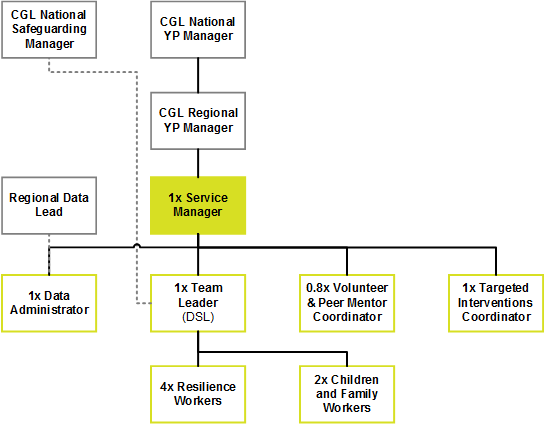 CGL National
Safeguarding
Manager
CGL National
YP Manager
CGL Regional
YP Manager
Regional Data
Lead
1x Service
Manager
1x Data
Administrator
1x Team
Leader
(DSL)
0.8x Volunteer
& Peer Mentor
Coordinator
1x Targeted
Interventions
Coordinator
4x Resilience
Workers
2x Children
and Family
Workers